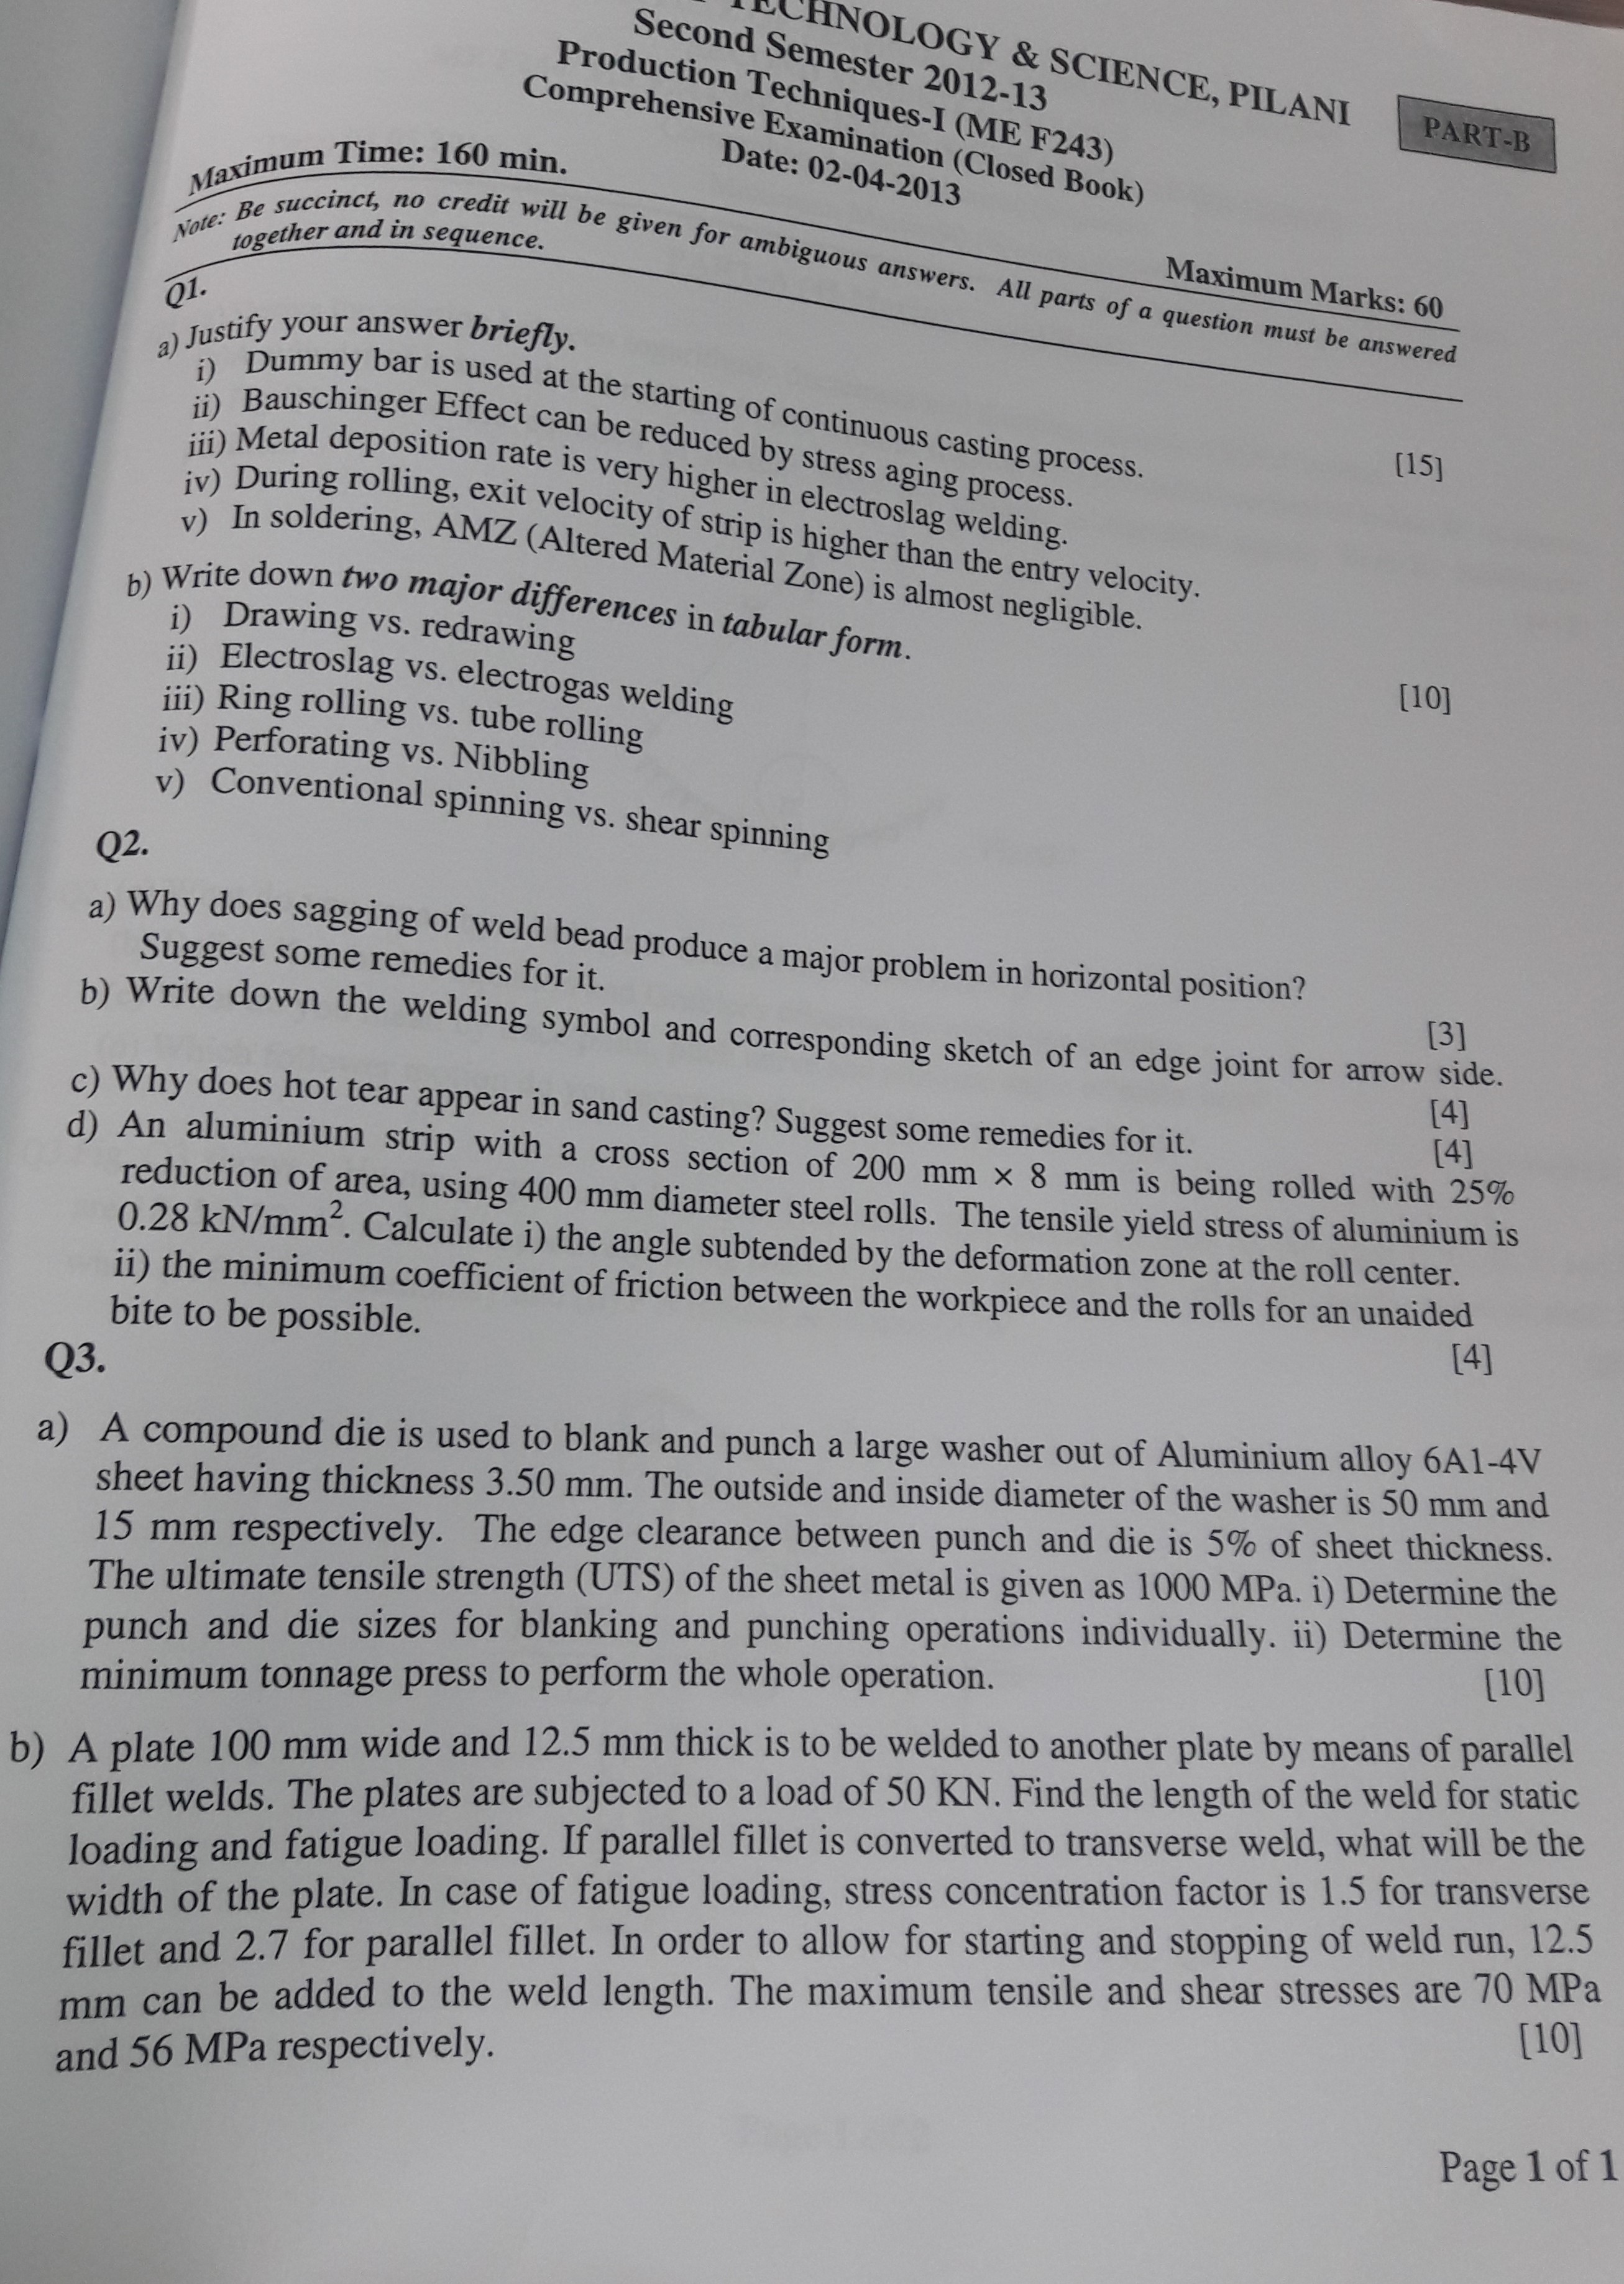 TECHNOLOGY & SCIENCE, PILANI
Second Semester 2012-13
PART-B
Production Techniques-I (ME F243)
Comprehensive Examination (Closed Book)
Maximum Time: 160 min.
Date: 02-04-2013
Maximum Marks: 60
Note: Be succinct, no credit will be given for ambiguous answers. All parts of a question must be answered
together and in sequence.
Q1.
a) Justify your answer briefly.
[15]
i) Dummy bar is used at the starting of continuous casting process.
ii) Bauschinger Effect can be reduced by stress aging process.
iii) Metal deposition rate is very higher in electroslag welding.
iv) During rolling, exit velocity of strip is higher than the entry velocity.
v) In soldering, AMZ (Altered Material Zone) is almost negligible.
b) Write down two major differences in tabular form.
[10]
i) Drawing vs. redrawing
ii) Electroslag vs. electrogas welding
iii) Ring rolling vs. tube rolling
iv) Perforating vs. Nibbling
v) Conventional spinning vs. shear spinning
Q2.
a) Why does sagging of weld bead produce a major problem in horizontal position?
Suggest some remedies for it.
[3]
b) Write down the welding symbol and corresponding sketch of an edge joint for arrow side.
[4]
c) Why does hot tear appear in sand casting? Suggest some remedies for it.
[4]
d) An aluminium strip with a cross section of 200 mm × 8 mm is being rolled with 25%
reduction of area, using 400 mm diameter steel rolls. The tensile yield stress of aluminium is
0.28 kN/mm². Calculate i) the angle subtended by the deformation zone at the roll center.
ii) the minimum coefficient of friction between the workpiece and the rolls for an unaided
bite to be possible.
[4]
Q3.
a) A compound die is used to blank and punch a large washer out of Aluminium alloy 6A1-4V
sheet having thickness 3.50 mm. The outside and inside diameter of the washer is 50 mm and
15 mm respectively. The edge clearance between punch and die is 5% of sheet thickness.
The ultimate tensile strength (UTS) of the sheet metal is given as 1000 MPa. i) Determine the
punch and die sizes for blanking and punching operations individually. ii) Determine the
minimum tonnage press to perform the whole operation.
[10]
b) A plate 100 mm wide and 12.5 mm thick is to be welded to another plate by means of parallel
fillet welds. The plates are subjected to a load of 50 KN. Find the length of the weld for static
loading and fatigue loading. If parallel fillet is converted to transverse weld, what will be the
width of the plate. In case of fatigue loading, stress concentration factor is 1.5 for transverse
fillet and 2.7 for parallel fillet. In order to allow for starting and stopping of weld run, 12.5
mm can be added to the weld length. The maximum tensile and shear stresses are 70 MPa
and 56 MPa respectively.
[10]
Page 1 of 1